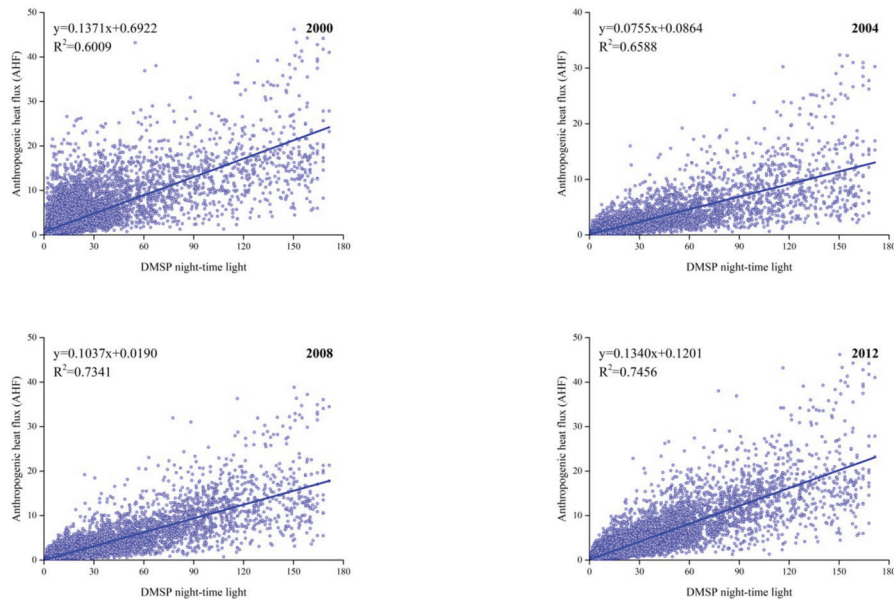 y=0.1371x+0.6922
R²=0.6009
2000
50
40
30
20
10
0
Anthropogenic heat flux (AHF)
0 30 60 90 120 150 180
DMSP night-time light
y=0.0755x+0.0864
R²=0.6588
2004
40
30
20
10
0
Anthropogenic heat flux (AHF)
0 30 60 90 120 150 180
DMSP night-time light
y=0.1037x+0.0190
R²=0.7341
2008
50
40
30
20
10
0
Anthropogenic heat flux (AHF)
0 30 60 90 120 150 180
DMSP night-time light
y=0.1340x+0.1201
R²=0.7456
2012
50
40
30
20
10
0
Anthropogenic heat flux (AHF)
0 30 60 90 120 150 180
DMSP night-time light